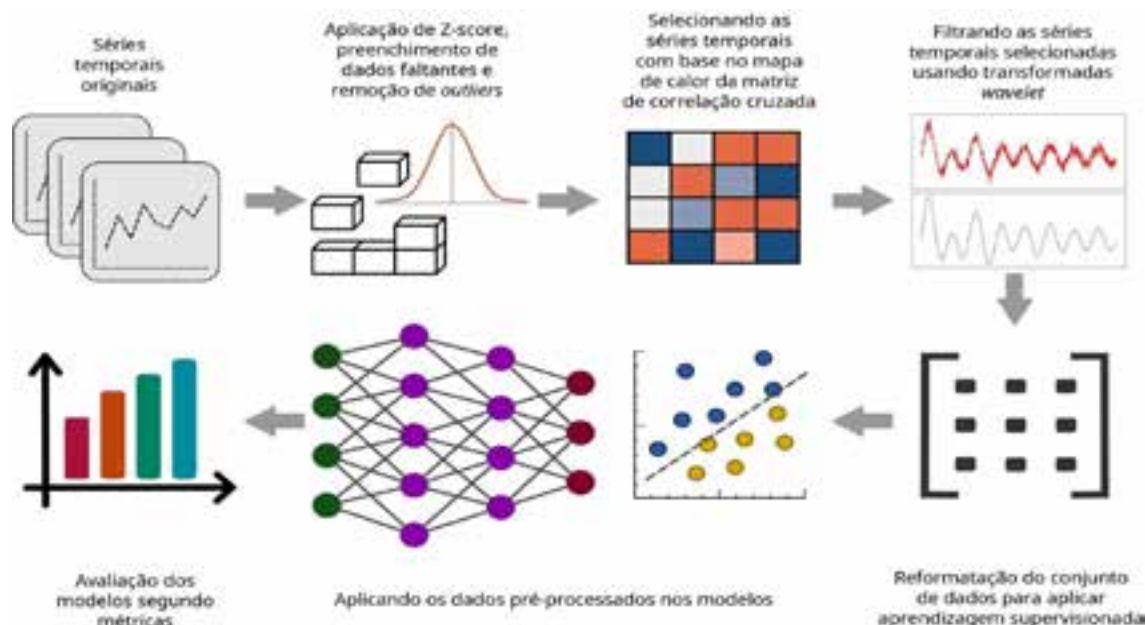 Séries
temporais
originais
Aplicação de Z-score,
preenchimento de
dados faltantes e
remoção de outliers
Selecionando as
séries temporais
com base no mapa
de calor da matriz
de correlação cruzada
Filtrando as séries
temporais selecionadas
usando transformadas
wavelet
Reformatação do conjunto
de dados para aplicar
aprendizagem supervisionada
Aplicando os dados pré-processados nos modelos
Avaliação dos
modelos segundo
métricas